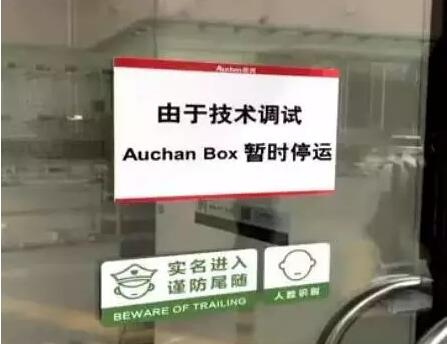 Auchan欧尚
由于技术调试
Auchan Box 暂时停运
实名进入
谨防尾随
BEWARE OF TRAILING
人脸识别